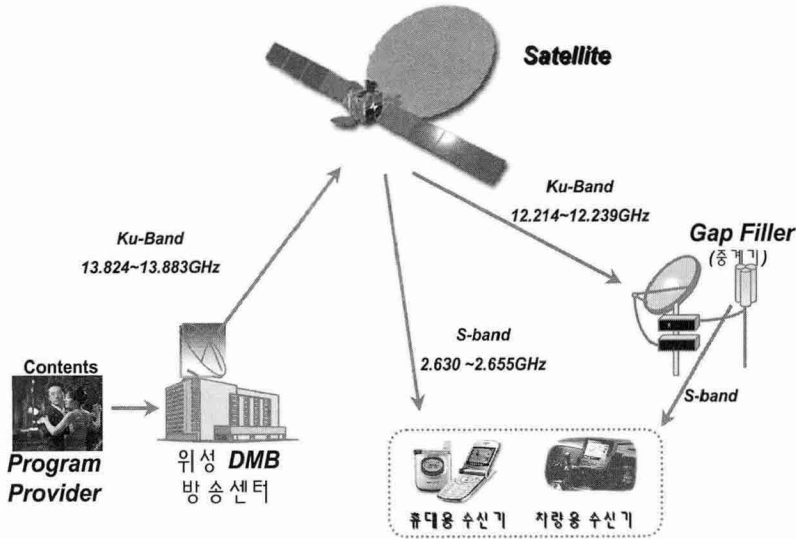 Satellite
Ku-Band
12.214~12.239GHz
Gap Filler
(중계기)
Ku-Band
13.824~13.883GHz
S-band
2.630 ~2.655GHz
S-band
Contents
Program
Provider
위성 DMB
방송센터
휴대용 수신기
차량용 수신기